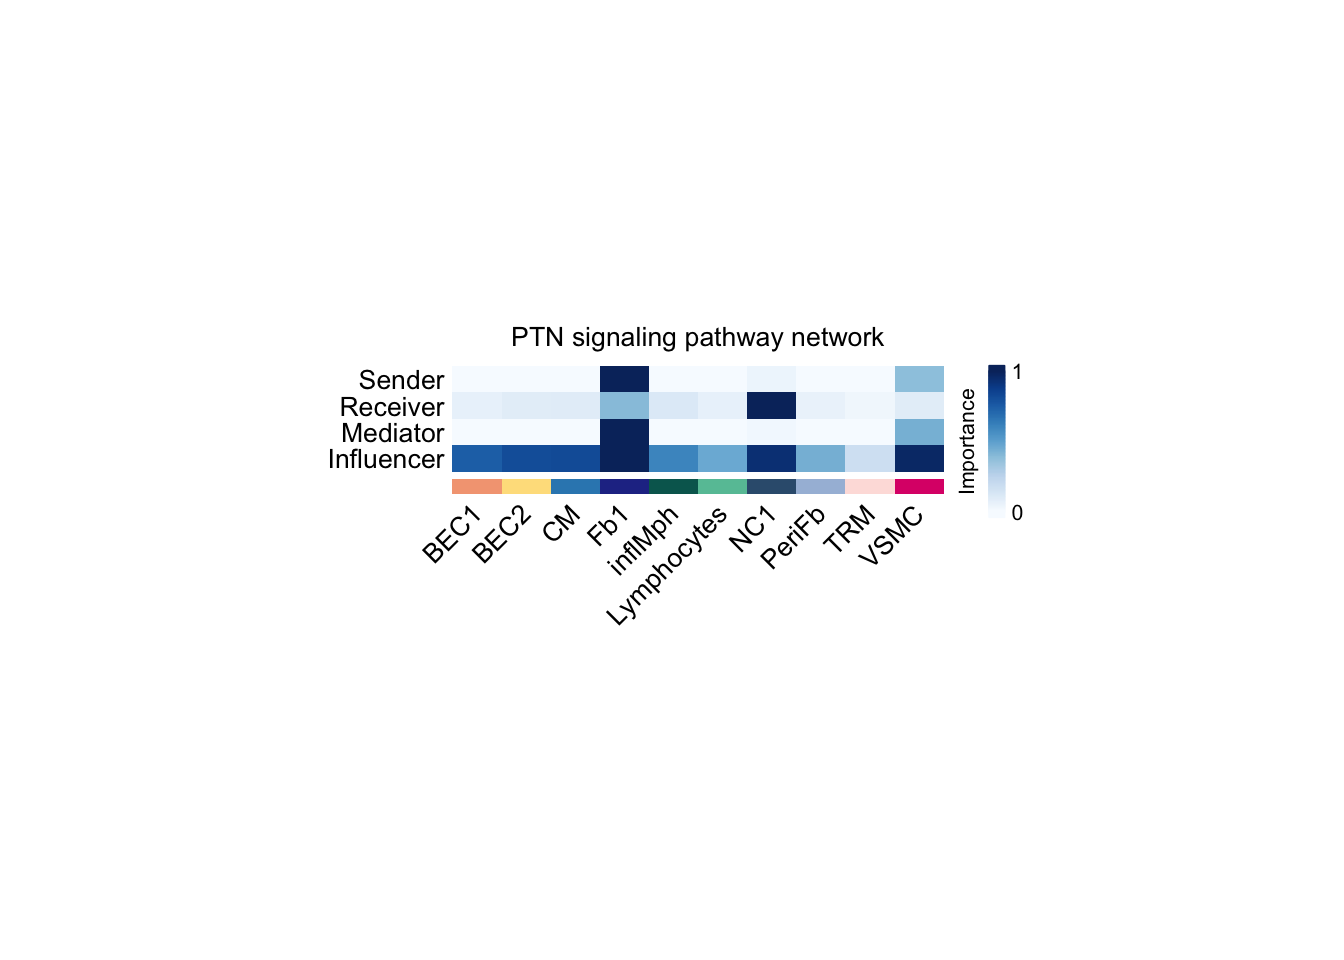 PTN signaling pathway network
Sender
Receiver
Mediator
Influencer
BEC1
BEC2
CM
Fb1
inflMph
Lymphocytes
NC1
PeriFb
TRM
VSMC
Importance
1
0